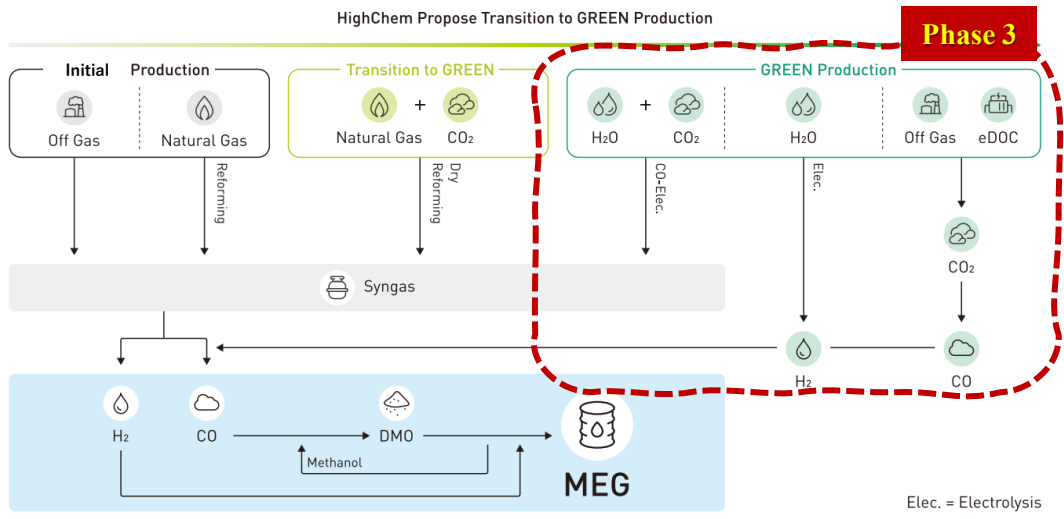 HighChem Propose Transition to GREEN Production
Phase 3
Initial Production
Off Gas
Natural Gas
Transition to GREEN
+
Natural Gas
CO₂
GREEN Production
+
H₂O
CO₂
H₂O
Off Gas
eDOC
Reforming
Dry
Reforming
CO-Elec.
Elec.
CO₂
Syngas
H₂
CO
H₂
CO
DMO
Methanol
MEG
Elec. = Electrolysis